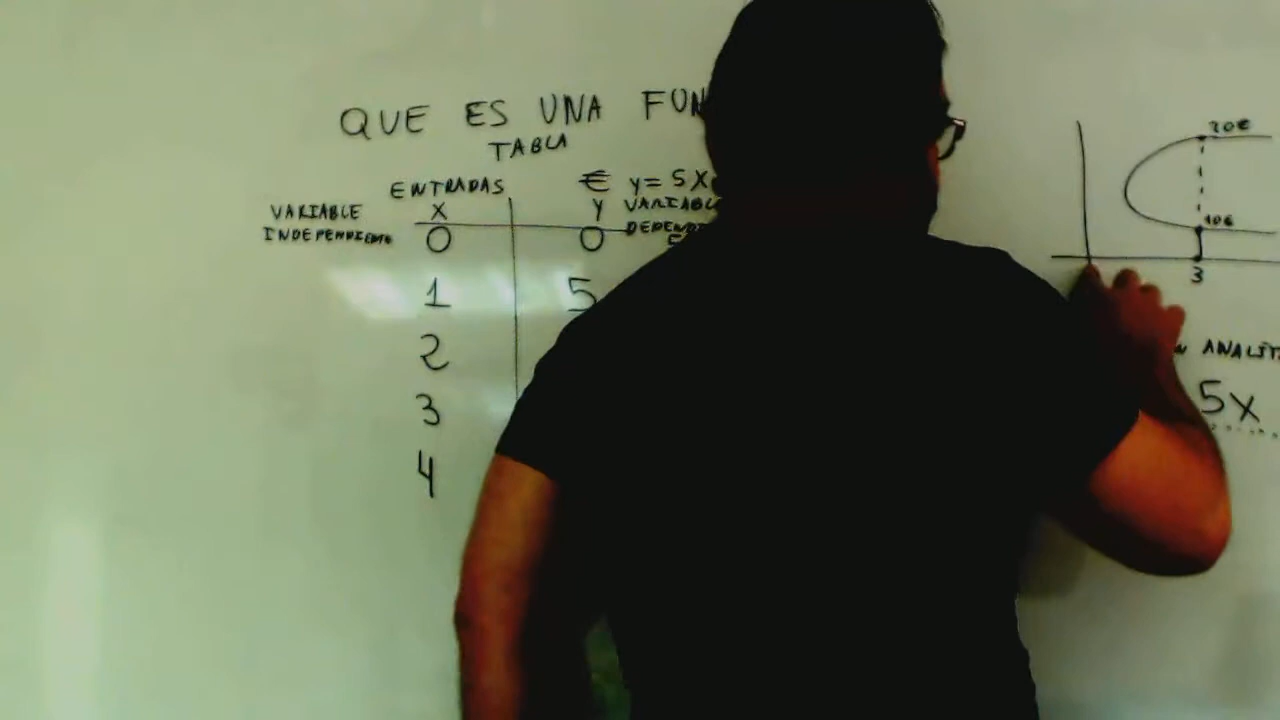 QUE ES UNA FUN
TABLA
ENTRADAS € y = 5X
VARIABLE X Y VARIABL
INDEPENDIENTE DEPEND
0 0
1 5
2
3
4
20€
10€
3
ANALIT
5X